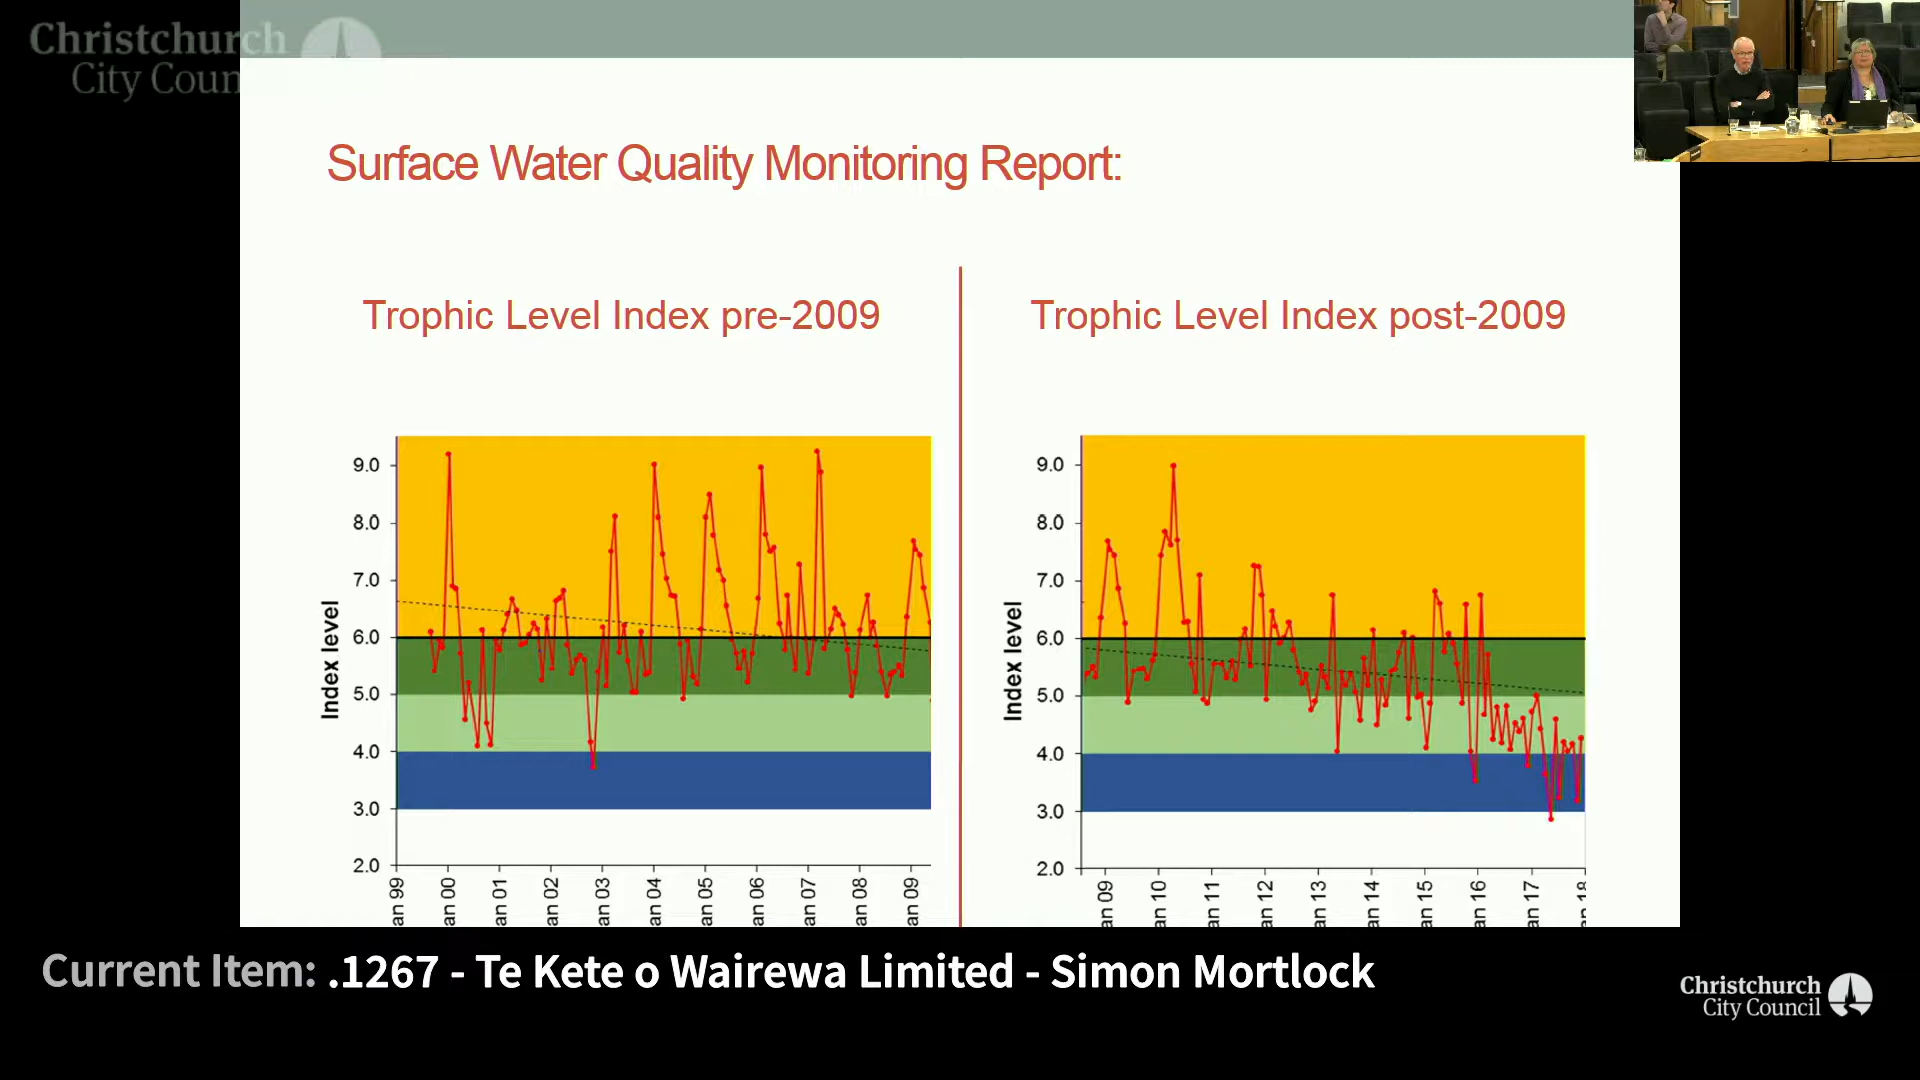 Christchurch
City Coun
Surface Water Quality Monitoring Report:
Trophic Level Index pre-2009
Trophic Level Index post-2009
Index level
9.0
8.0
7.0
6.0
5.0
4.0
3.0
2.0
an 99
an 00
an 01
an 02
an 03
an 04
an 05
an 06
an 07
an 08
an 09
Index level
9.0
8.0
7.0
6.0
5.0
4.0
3.0
2.0
an 09
an 10
an 11
an 12
an 13
an 14
an 15
an 16
an 17
Current Item: .1267 - Te Kete o Wairewa Limited - Simon Mortlock
Christchurch
City Council